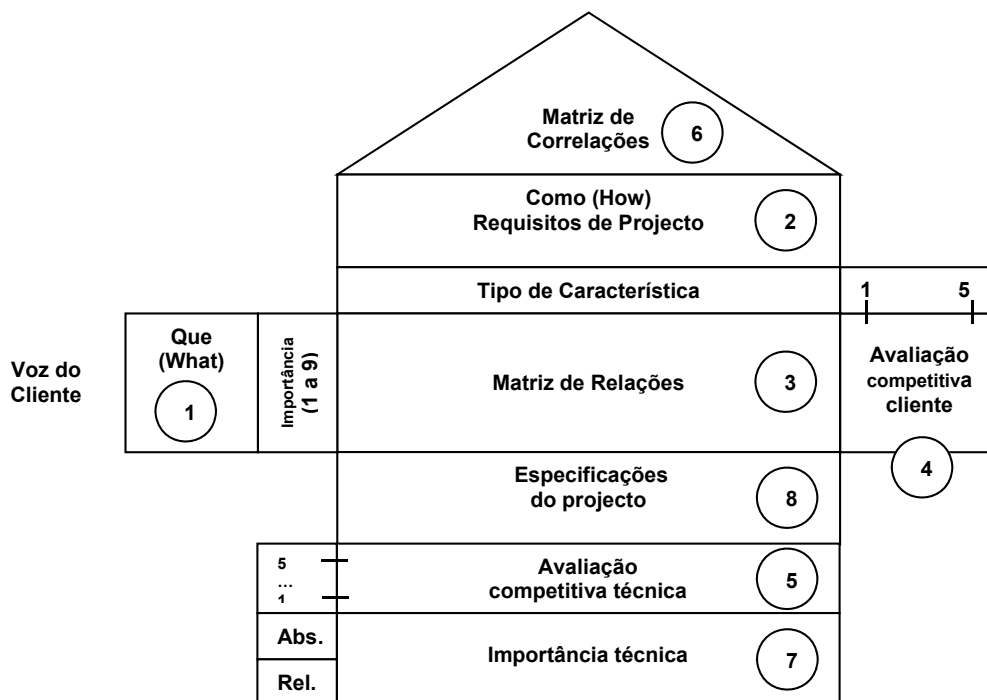 Matriz de
Correlações
6
Como (How)
Requisitos de Projecto
2
Tipo de Característica
1 5
Voz do
Cliente
Que
(What)
1
Importância
(1 a 9)
Matriz de Relações
3
Avaliação
competitiva
cliente
4
Especificações
do projecto
8
5
...
1
Avaliação
competitiva técnica
5
Abs.
Rel.
Importância técnica
7